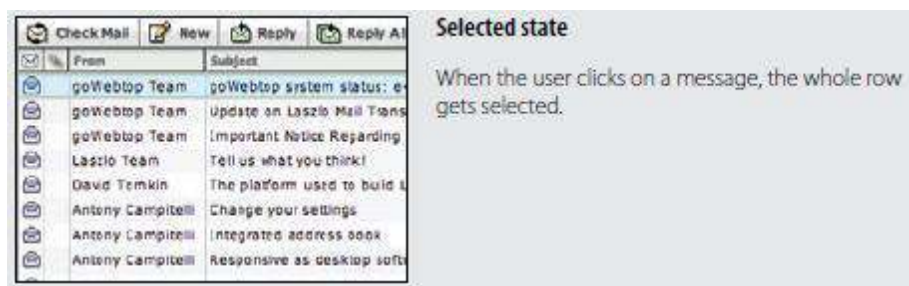 Check Mail New Reply Reply Al
From Subject
goWebtop Team goWebtop system status: e
goWebtop Team Update on Laszlo Mail Trans
goWebtop Team Important Notice Regarding
Laszlo Team Tell us what you think!
David Temkin The platform used to build L
Antony Campitelli Change your settings
Antony Campitelli Integrated address book
Antony Campitelli Responsive as desktop soft
Selected state
When the user clicks on a message, the whole row
gets selected.